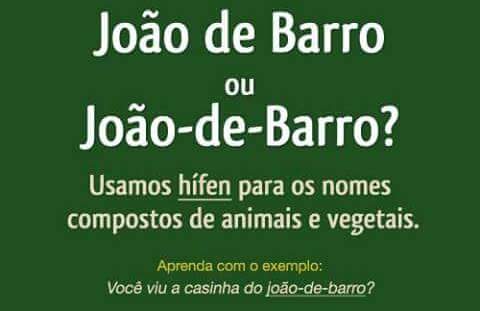 João de Barro
ou
João-de-Barro?
Usamos hífen para os nomes
compostos de animais e vegetais.
Aprenda com o exemplo:
Você viu a casinha do joão-de-barro?